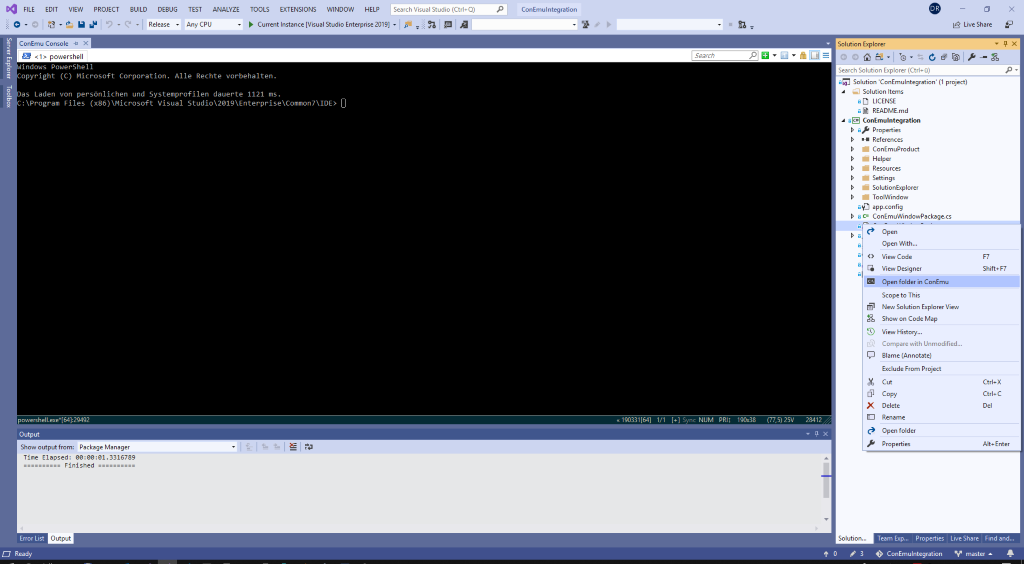 FILE EDIT VIEW PROJECT BUILD DEBUG TEST ANALYZE TOOLS EXTENSIONS WINDOW HELP Search Visual Studio (Ctrl+Q) ConEmuIntegration DR
Release Any CPU Current Instance (Visual Studio Enterprise 2019) Live Share
Server Explorer
Toolbox
ConEmu Console
<1> powershell Search
Windows PowerShell
Copyright (C) Microsoft Corporation. Alle Rechte vorbehalten.
Das Laden von persönlichen und Systemprofilen dauerte 1121 ms.
C:\Program Files (x86)\Microsoft Visual Studio\2019\Enterprise\Common7\IDE>
powershell.exe*[64]:29492 « 190331[64] 1/1 [+] Sync NUM PRI: 190x38 (77,5) 25V 28412
Output
Show output from: Package Manager
Time Elapsed: 00:00:01.3316789
========== Finished ==========
Error List Output
Solution Explorer
Search Solution Explorer (Ctrl+ü)
Solution 'ConEmuIntegration' (1 project)
Solution Items
LICENSE
README.md
ConEmuIntegration
Properties
References
ConEmuProduct
Helper
Resources
Settings
SolutionExplorer
ToolWindow
app.config
ConEmuWindowPackage.cs
Open
Open With...
View Code F7
View Designer Shift+F7
Open folder in ConEmu
Scope to This
New Solution Explorer View
Show on Code Map
View History...
Compare with Unmodified...
Blame (Annotate)
Exclude From Project
Cut Ctrl+X
Copy Ctrl+C
Delete Del
Rename
Open folder
Properties Alt+Enter
Solution... Team Exp... Properties Live Share Find and...
Ready 0 3 ConEmuIntegration master